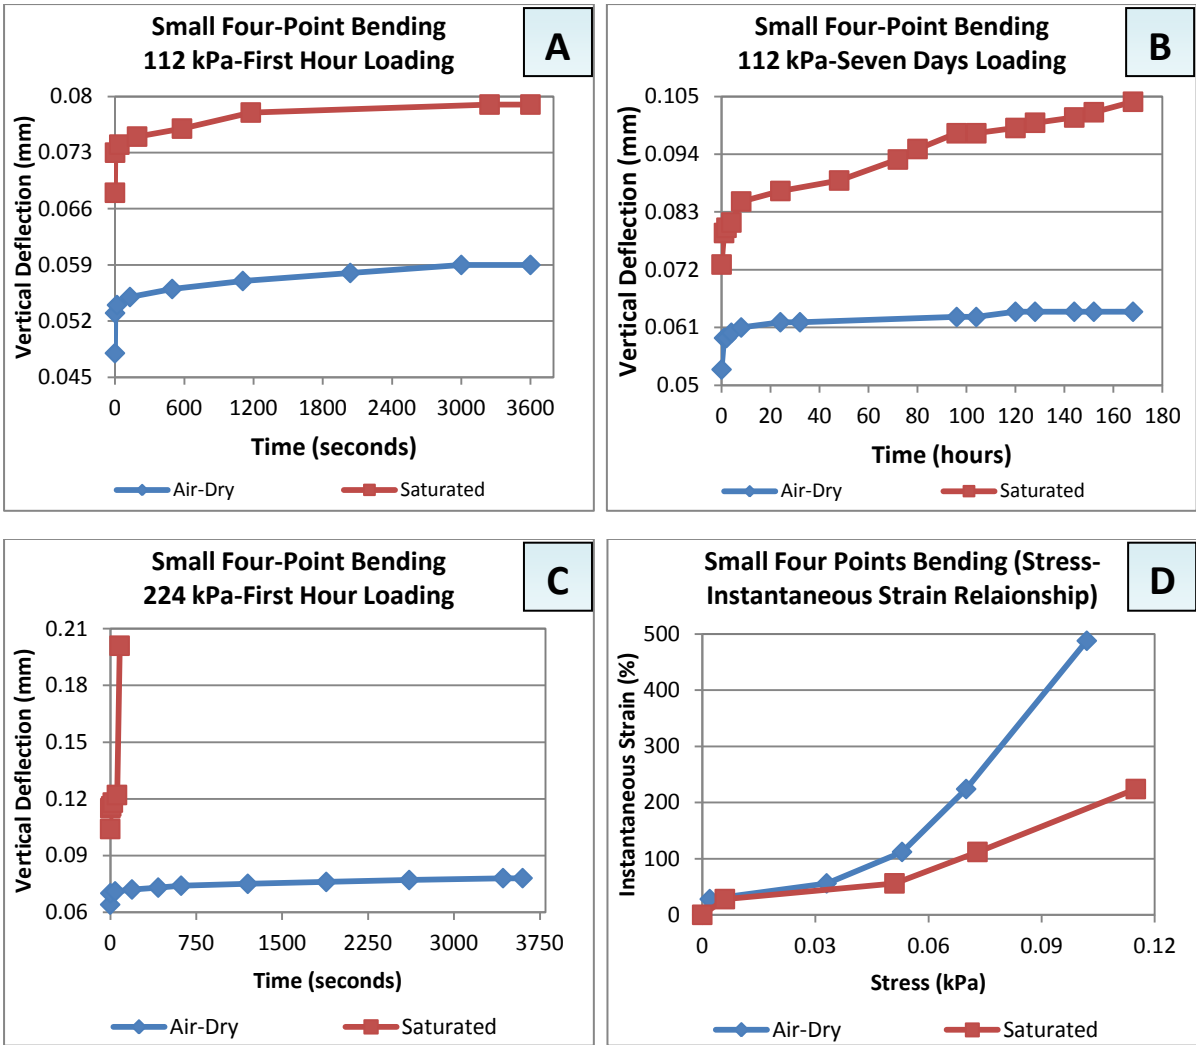 Small Four-Point Bending
112 kPa-First Hour Loading
A
Vertical Deflection (mm)
0.08
0.073
0.066
0.059
0.052
0.045
0 600 1200 1800 2400 3000 3600
Time (seconds)
Air-Dry Saturated
Small Four-Point Bending
112 kPa-Seven Days Loading
B
Vertical Deflection (mm)
0.105
0.094
0.083
0.072
0.061
0.05
0 20 40 60 80 100 120 140 160 180
Time (hours)
Air-Dry Saturated
Small Four-Point Bending
224 kPa-First Hour Loading
C
Vertical Deflection (mm)
0.21
0.18
0.15
0.12
0.09
0.06
0 750 1500 2250 3000 3750
Time (seconds)
Air-Dry Saturated
Small Four Points Bending (Stress-
Instantaneous Strain Relaionship)
D
Instantaneous Strain (%)
500
400
300
200
100
0
0 0.03 0.06 0.09 0.12
Stress (kPa)
Air-Dry Saturated